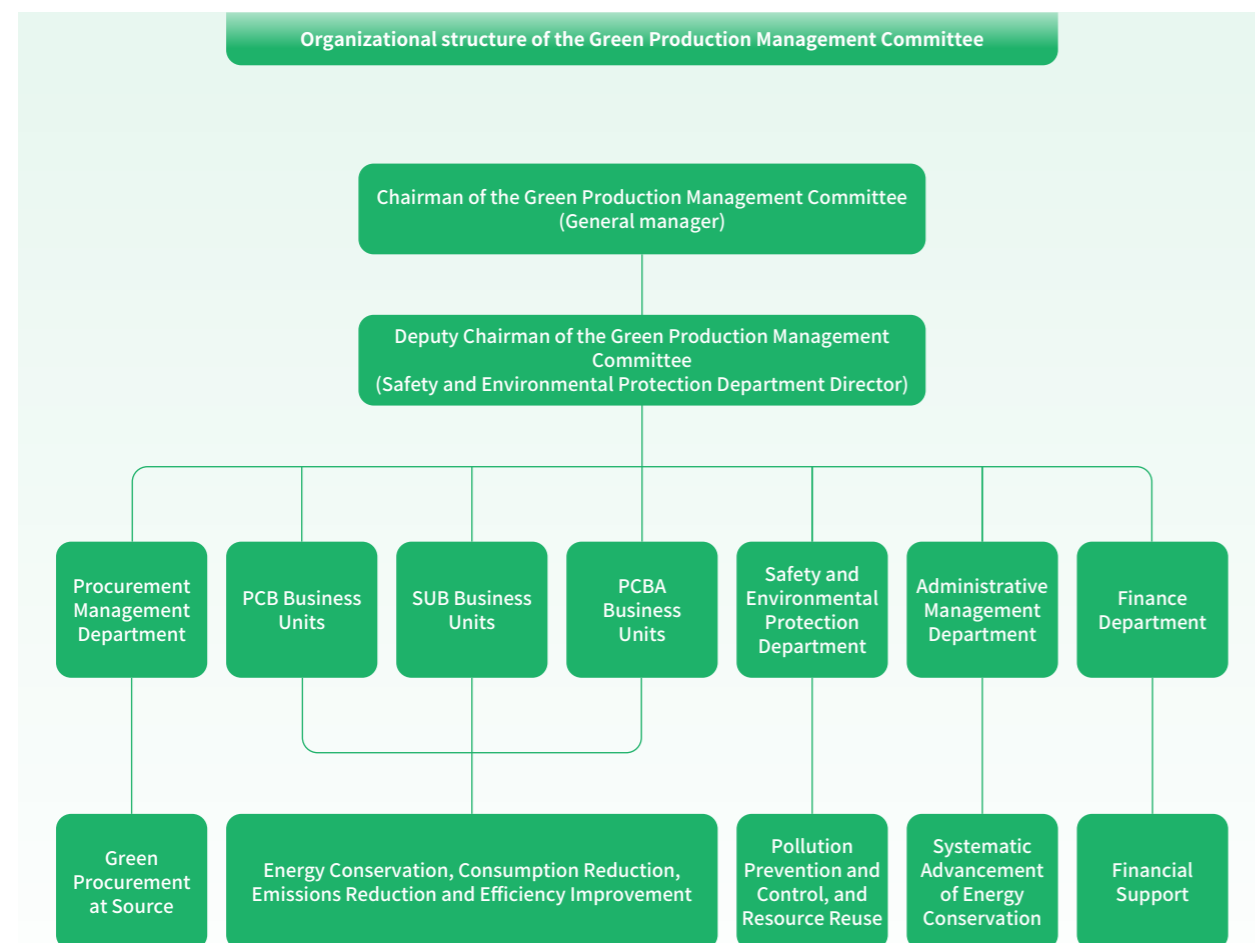 Organizational structure of the Green Production Management Committee
Chairman of the Green Production Management Committee
(General manager)
Deputy Chairman of the Green Production Management
Committee
(Safety and Environmental Protection Department Director)
Procurement
Management
Department
PCB Business
Units
SUB Business
Units
PCBA
Business
Units
Safety and
Environmental
Protection
Department
Administrative
Management
Department
Finance
Department
Green
Procurement
at Source
Energy Conservation, Consumption Reduction,
Emissions Reduction and Efficiency Improvement
Pollution
Prevention and
Control, and
Resource Reuse
Systematic
Advancement
of Energy
Conservation
Financial
Support